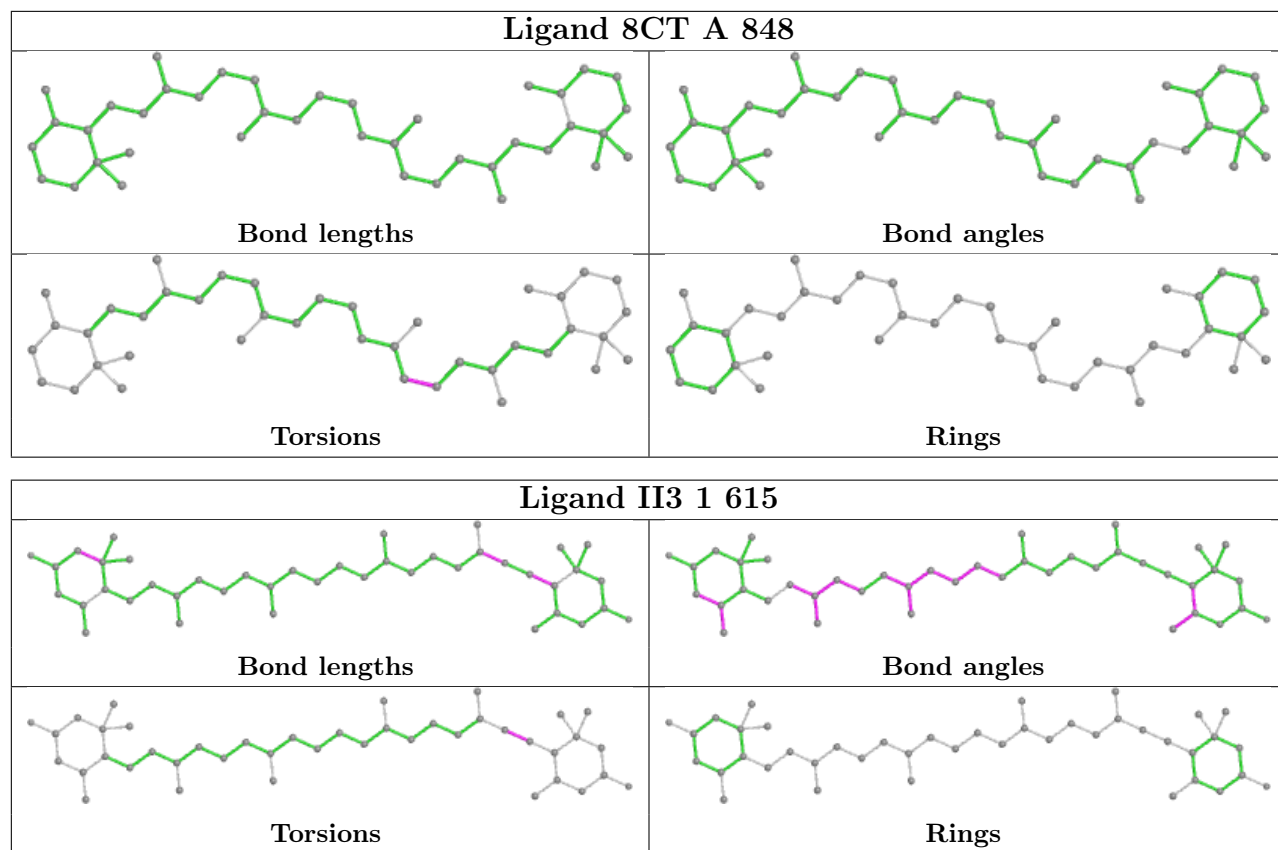 Ligand 8CT A 848
Bond lengths
Bond angles
Torsions
Rings
Ligand II3 1 615
Bond lengths
Bond angles
Torsions
Rings